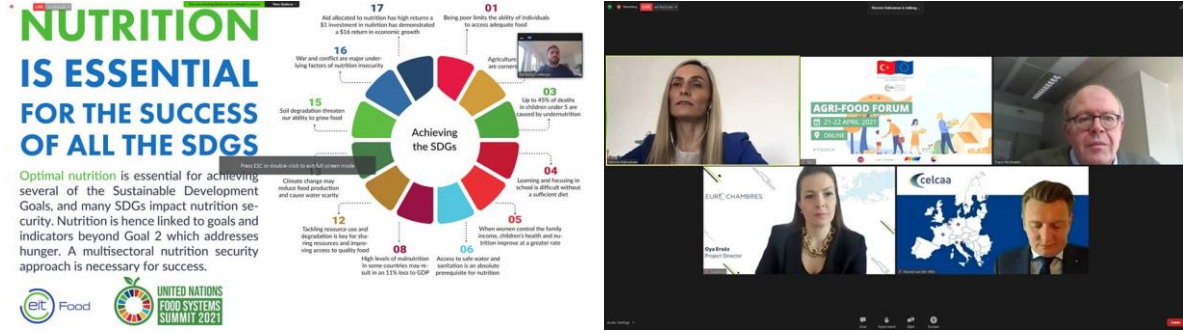 NUTRITION
IS ESSENTIAL
FOR THE SUCCESS
OF ALL THE SDGS
Optimal nutrition is essential for achieving
several of the Sustainable Development
Goals, and many SDGs impact nutrition se-
curity. Nutrition is hence linked to goals and
indicators beyond Goal 2 which addresses
hunger. A multisectoral nutrition security
approach is necessary for success.
eit Food
UNITED NATIONS
FOOD SYSTEMS
SUMMIT 2021
Press ESC or double-click to exit full screen mode
Achieving
the SDGs
17
Aid allocated to nutrition has high returns a
$1 investment in nutrition has demonstrated
a $16 return in economic growth
01
Being poor limits the ability of individuals
to access adequate food
Agriculture
are corners
03
Up to 45% of deaths
in children under 5 are
caused by undernutrition
04
Learning and focusing in
school is difficult without
a sufficient diet
05
When women control the family
income, children's health and nu-
trition improve at a greater rate
06
Access to safe water and
sanitation is an absolute
prerequisite for nutrition
08
High levels of malnutrition
in some countries may re-
sult in an 11% loss to GDP
12
Tackling resource use and
degradation is key for sha-
ring resources and impro-
ving access to quality food
13
Climate change may
reduce food production
and cause water scarity
15
Soil degradation threaten
our ability to grow food
16
War and conflict are major under-
lying factors of nutrition insecurity
AGRI-FOOD FORUM
21-22 APRIL 2021
ONLINE
EUROCHAMBRES
Oya Ersöz
Project Director
celcaa
Audio Settings